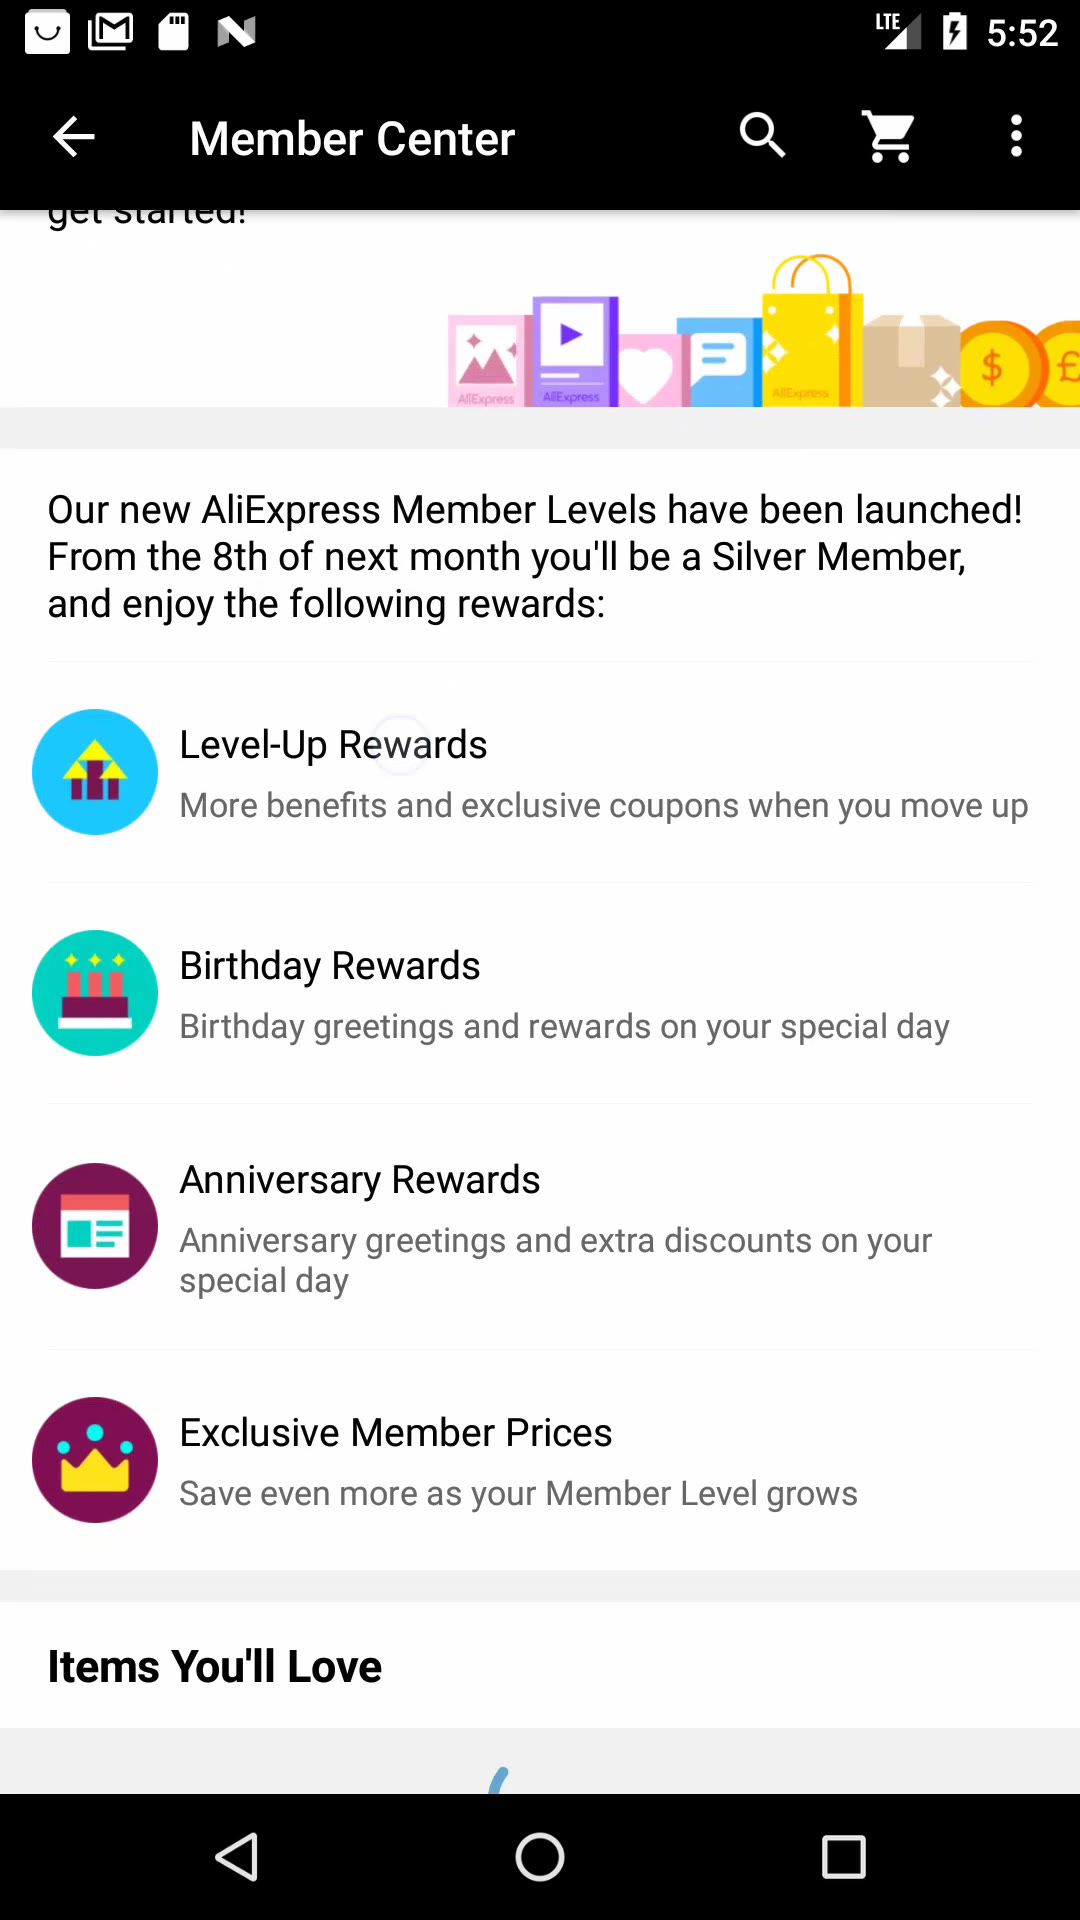 LTE 5:52
Member Center
get started!
AliExpress AliExpress AliExpress $ £
Our new AliExpress Member Levels have been launched!
From the 8th of next month you'll be a Silver Member,
and enjoy the following rewards:
Level-Up Rewards
More benefits and exclusive coupons when you move up
Birthday Rewards
Birthday greetings and rewards on your special day
Anniversary Rewards
Anniversary greetings and extra discounts on your
special day
Exclusive Member Prices
Save even more as your Member Level grows
Items You'll Love